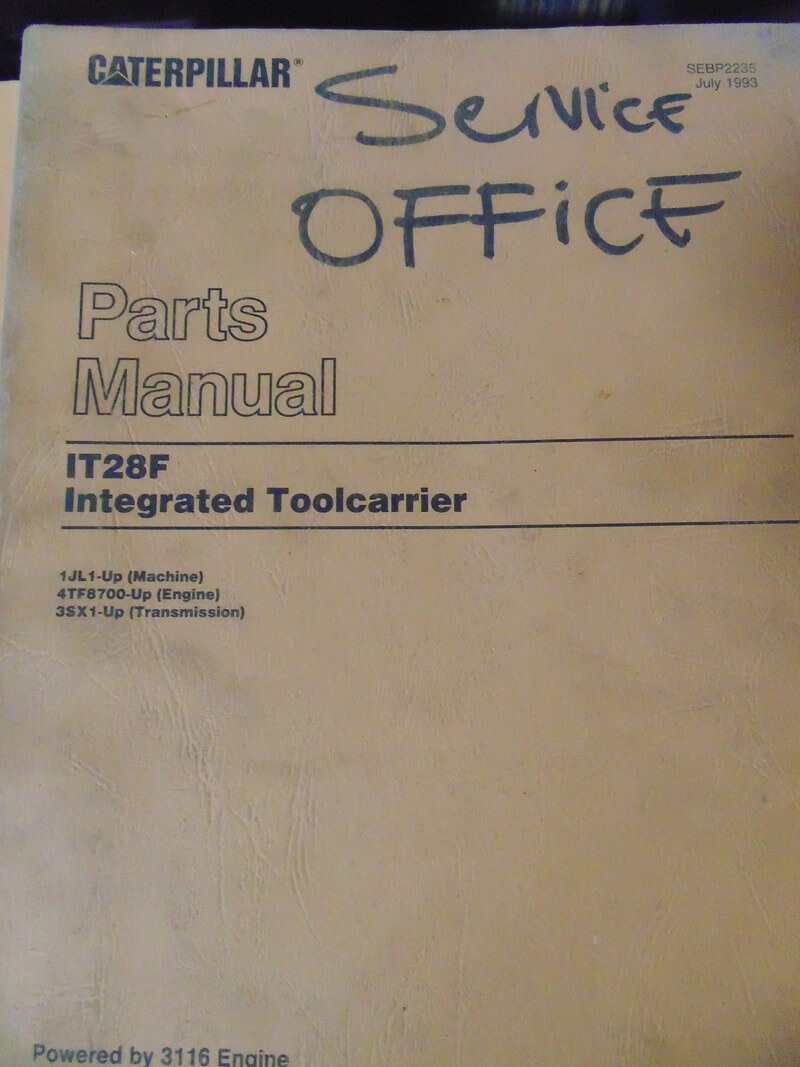 CATERPILLAR®
SEBP2235
July 1993
Service
OFFiCE
Parts
Manual
IT28F
Integrated Toolcarrier
1JL1-Up (Machine)
4TF8700-Up (Engine)
3SX1-Up (Transmission)
Powered by 3116 Engine